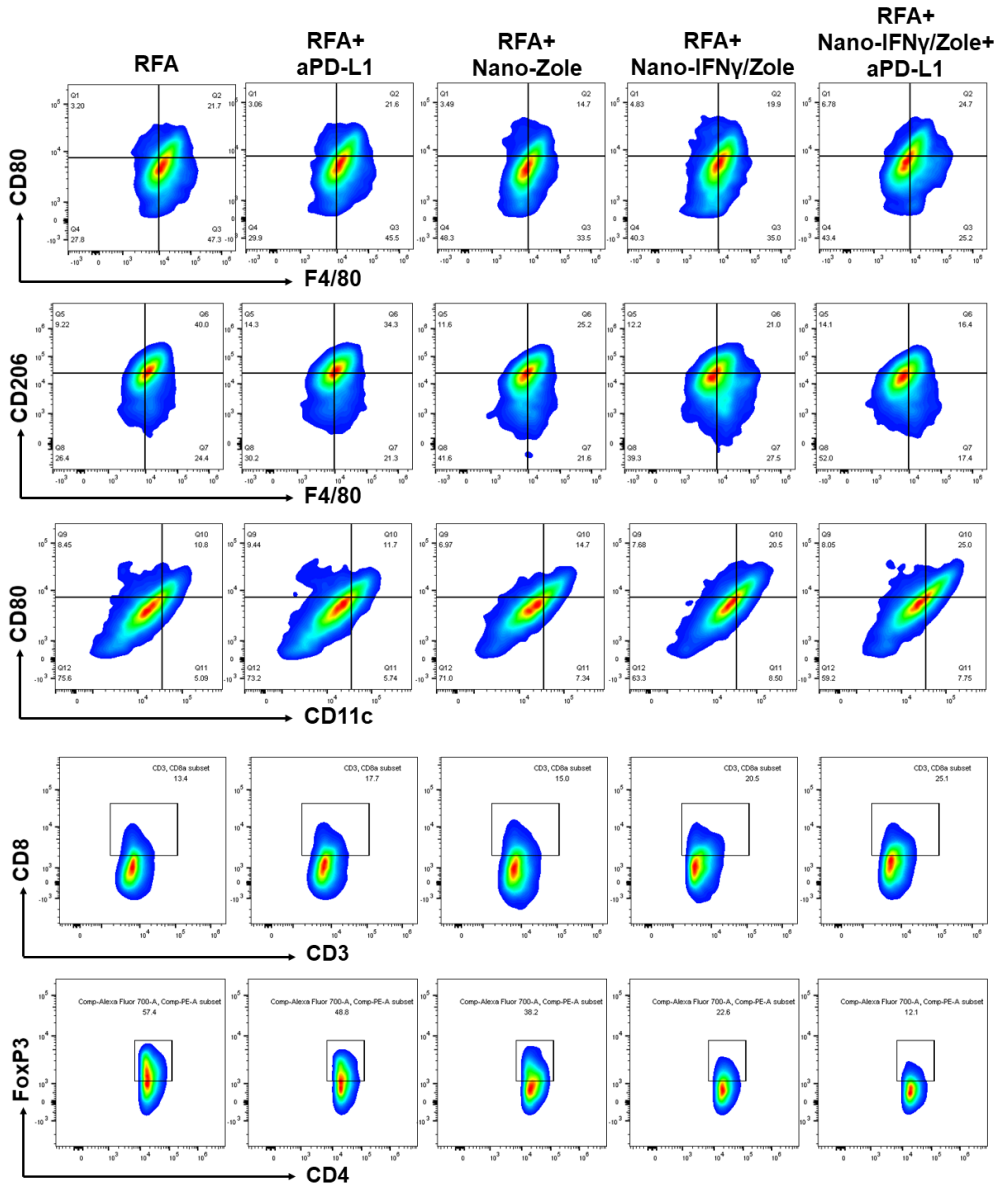 RFA
RFA+
aPD-L1
RFA+
Nano-Zole
RFA+
Nano-IFNγ/Zole
RFA+
Nano-IFNγ/Zole+
aPD-L1
CD80
Q1
3.20
Q2
21.7
Q4
27.8
Q3
47.3
Q1
3.06
Q2
21.6
Q4
29.9
Q3
45.5
Q1
3.49
Q2
14.7
Q4
48.3
Q3
33.5
Q1
4.83
Q2
19.9
Q4
40.3
Q3
35.0
Q1
6.78
Q2
24.7
Q4
43.4
Q3
25.2
F4/80
CD206
Q5
9.22
Q6
40.0
Q8
26.4
Q7
24.4
Q5
14.3
Q6
34.3
Q8
30.2
Q7
21.3
Q5
11.6
Q6
25.2
Q8
41.6
Q7
21.6
Q5
12.2
Q6
21.0
Q8
39.3
Q7
27.5
Q5
14.1
Q6
16.4
Q8
52.0
Q7
17.4
F4/80
CD80
Q9
8.45
Q10
10.8
Q12
75.6
Q11
5.09
Q9
9.44
Q10
11.7
Q12
73.2
Q11
5.74
Q9
6.97
Q10
14.7
Q12
71.0
Q11
7.34
Q9
7.68
Q10
20.5
Q12
63.3
Q11
8.50
Q9
8.05
Q10
25.0
Q12
59.2
Q11
7.75
CD11c
CD8
CD3, CD8a subset
13.4
CD3, CD8a subset
17.7
CD3, CD8a subset
15.0
CD3, CD8a subset
20.5
CD3, CD8a subset
25.1
CD3
FoxP3
Comp-Alexa Fluor 700-A, Comp-PE-A subset
57.4
Comp-Alexa Fluor 700-A, Comp-PE-A subset
48.8
Comp-Alexa Fluor 700-A, Comp-PE-A subset
38.2
Comp-Alexa Fluor 700-A, Comp-PE-A subset
22.6
Comp-Alexa Fluor 700-A, Comp-PE-A subset
12.1
CD4